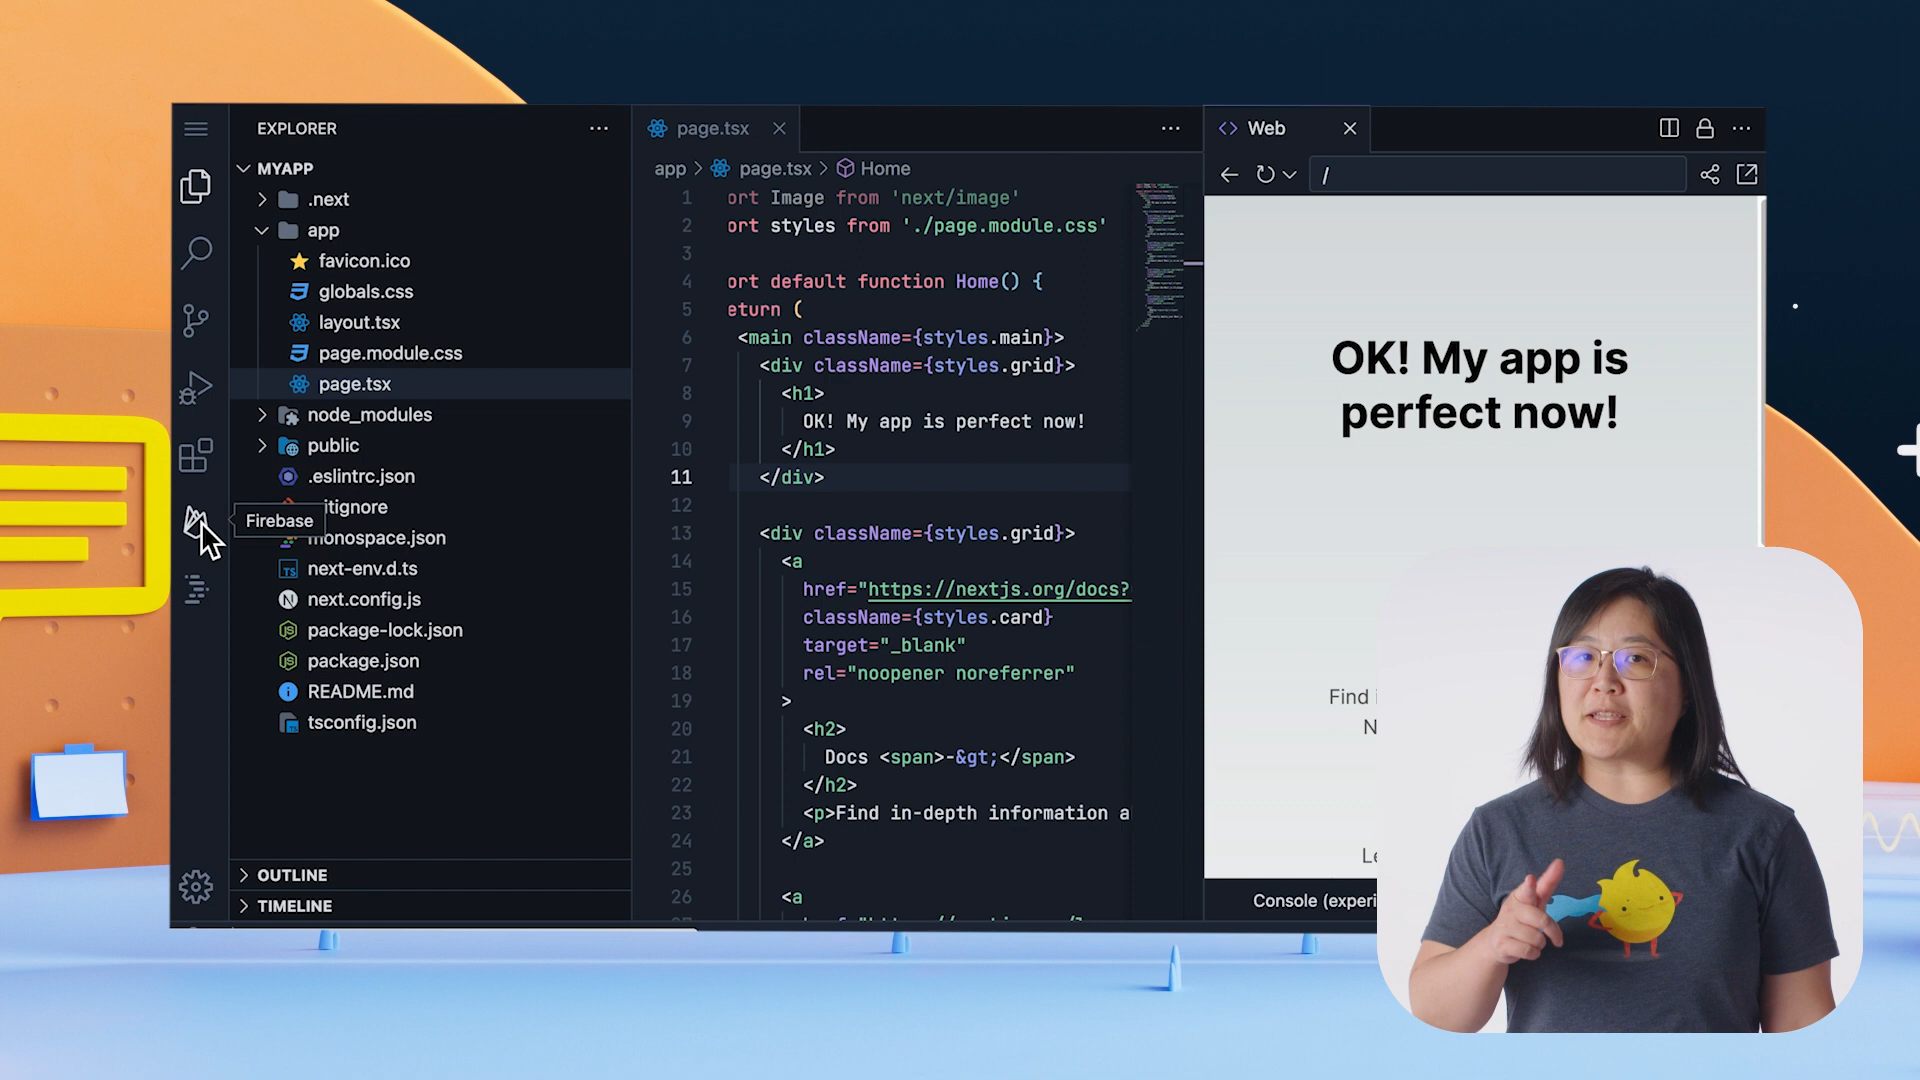 EXPLORER
MYAPP
.next
app
favicon.ico
globals.css
layout.tsx
page.module.css
page.tsx
node_modules
public
.eslintrc.json
itignore
Firebase
monospace.json
next-env.d.ts
next.config.js
package-lock.json
package.json
README.md
tsconfig.json
OUTLINE
TIMELINE
page.tsx
app > page.tsx > Home
1 ort Image from 'next/image'
2 ort styles from './page.module.css'
3
4 ort default function Home() {
5 eturn (
6 <main className={styles.main}>
7 <div className={styles.grid}>
8 <h1>
9 OK! My app is perfect now!
10 </h1>
11 </div>
12
13 <div className={styles.grid}>
14 <a
15 href="https://nextjs.org/docs?
16 className={styles.card}
17 target="_blank"
18 rel="noopener noreferrer"
19 >
20 <h2>
21 Docs <span>-&gt;</span>
22 </h2>
23 <p>Find in-depth information a
24 </a>
25
26 <a
Web
/
OK! My app is
perfect now!
Find i
N
Le
Console (experi